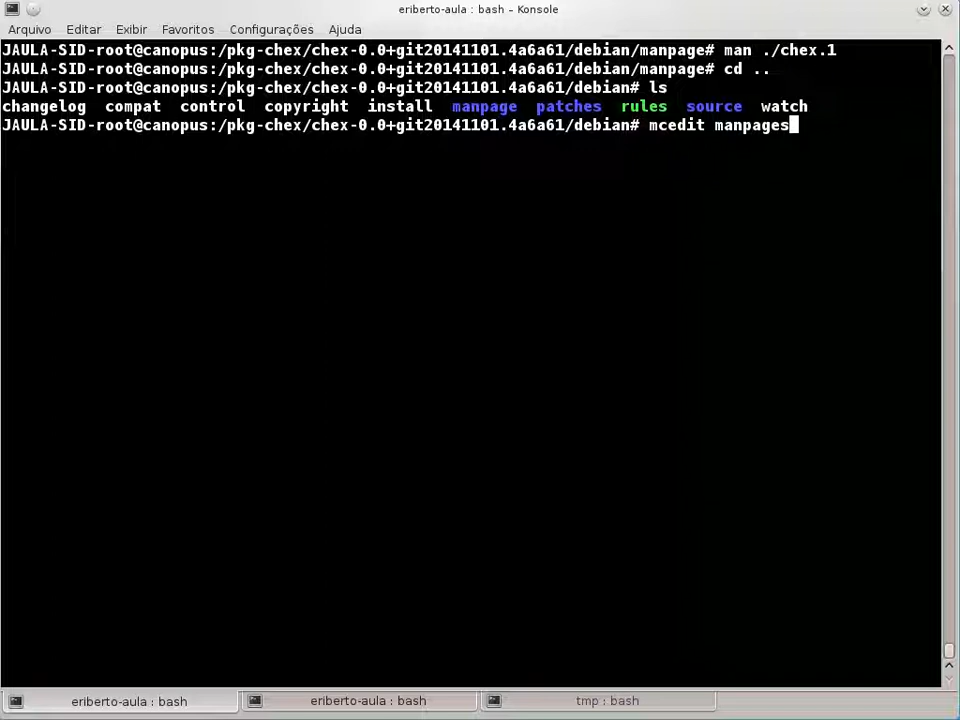 eriberto-aula : bash – Konsole
Arquivo Editar Exibir Favoritos Configurações Ajuda
JAULA-SID-root@canopus:/pkg-chex/chex-0.0+git20141101.4a6a61/debian/manpage# man ./chex.1
JAULA-SID-root@canopus:/pkg-chex/chex-0.0+git20141101.4a6a61/debian/manpage# cd ..
JAULA-SID-root@canopus:/pkg-chex/chex-0.0+git20141101.4a6a61/debian# ls
changelog compat control copyright install manpage patches rules source watch
JAULA-SID-root@canopus:/pkg-chex/chex-0.0+git20141101.4a6a61/debian# mcedit manpages
eriberto-aula : bash eriberto-aula : bash tmp : bash